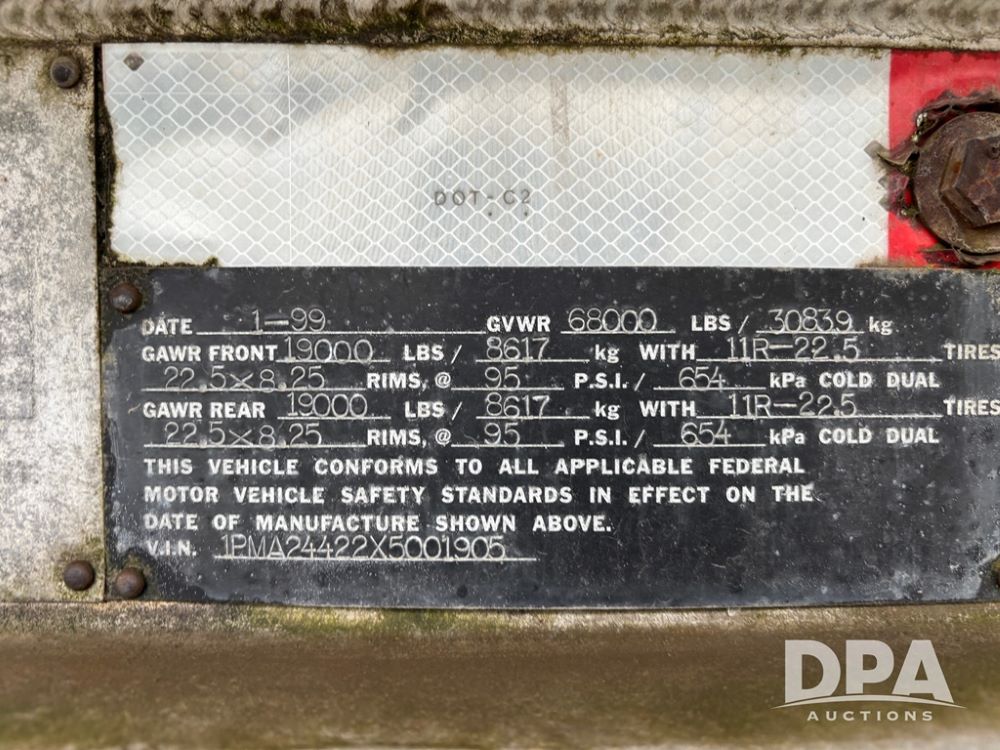 DOT-C2
DATE 1-99 GVWR 68000 LBS/ 30839 kg
GAWR FRONT 19000 LBS/ 8617 kg WITH 11R-22.5 TIRES
22.5x8.25 RIMS, @ 95 P.S.I./ 654 kPa COLD DUAL
GAWR REAR 19000 LBS/ 8617 kg WITH 11R-22.5 TIRES
22.5x8.25 RIMS, @ 95 P.S.I./ 654 kPa COLD DUAL
THIS VEHICLE CONFORMS TO ALL APPLICABLE FEDERAL
MOTOR VEHICLE SAFETY STANDARDS IN EFFECT ON THE
DATE OF MANUFACTURE SHOWN ABOVE.
V.I.N. 1PMA24422X5001905
DPA
AUCTIONS